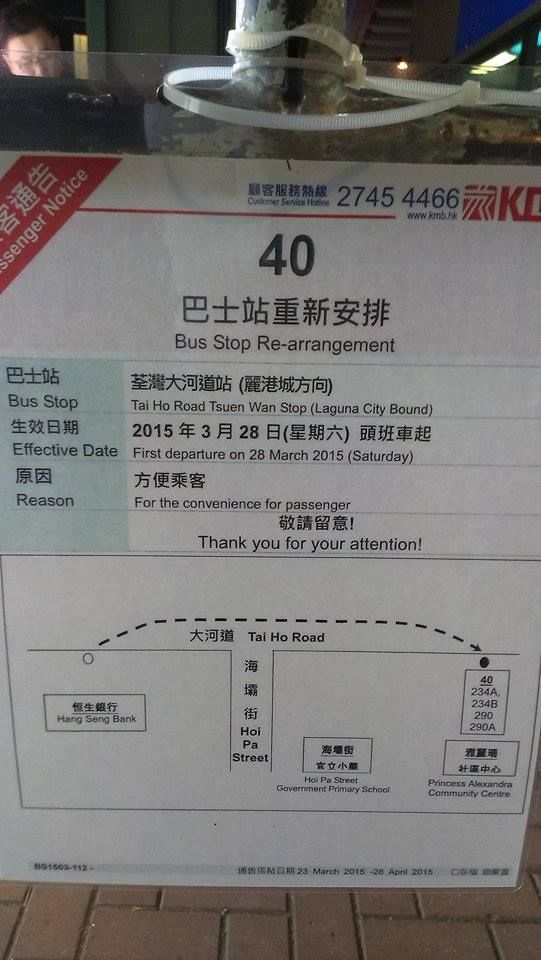 客通告
ssenger Notice
顧客服務熱線
Customer Service Hotline
2745 4466
www.kmb.hk
40
巴士站重新安排
Bus Stop Re-arrangement
巴士站
Bus Stop
荃灣大河道站 (麗港城方向)
Tai Ho Road Tsuen Wan Stop (Laguna City Bound)
生效日期
Effective Date
2015 年 3 月 28 日(星期六) 頭班車起
First departure on 28 March 2015 (Saturday)
原因
Reason
方便乘客
For the convenience for passenger
敬請留意!
Thank you for your attention!
大河道 Tai Ho Road
海
壩
街
Hoi
Pa
Street
恒生銀行
Hang Seng Bank
40
234A,
234B
290
290A
海壩街
官立小學
Hoi Pa Street
Government Primary School
雅麗珊
社區中心
Princess Alexandra
Community Centre
BS1503-112 -
通告張貼日期 23 March 2015 -28 April 2015